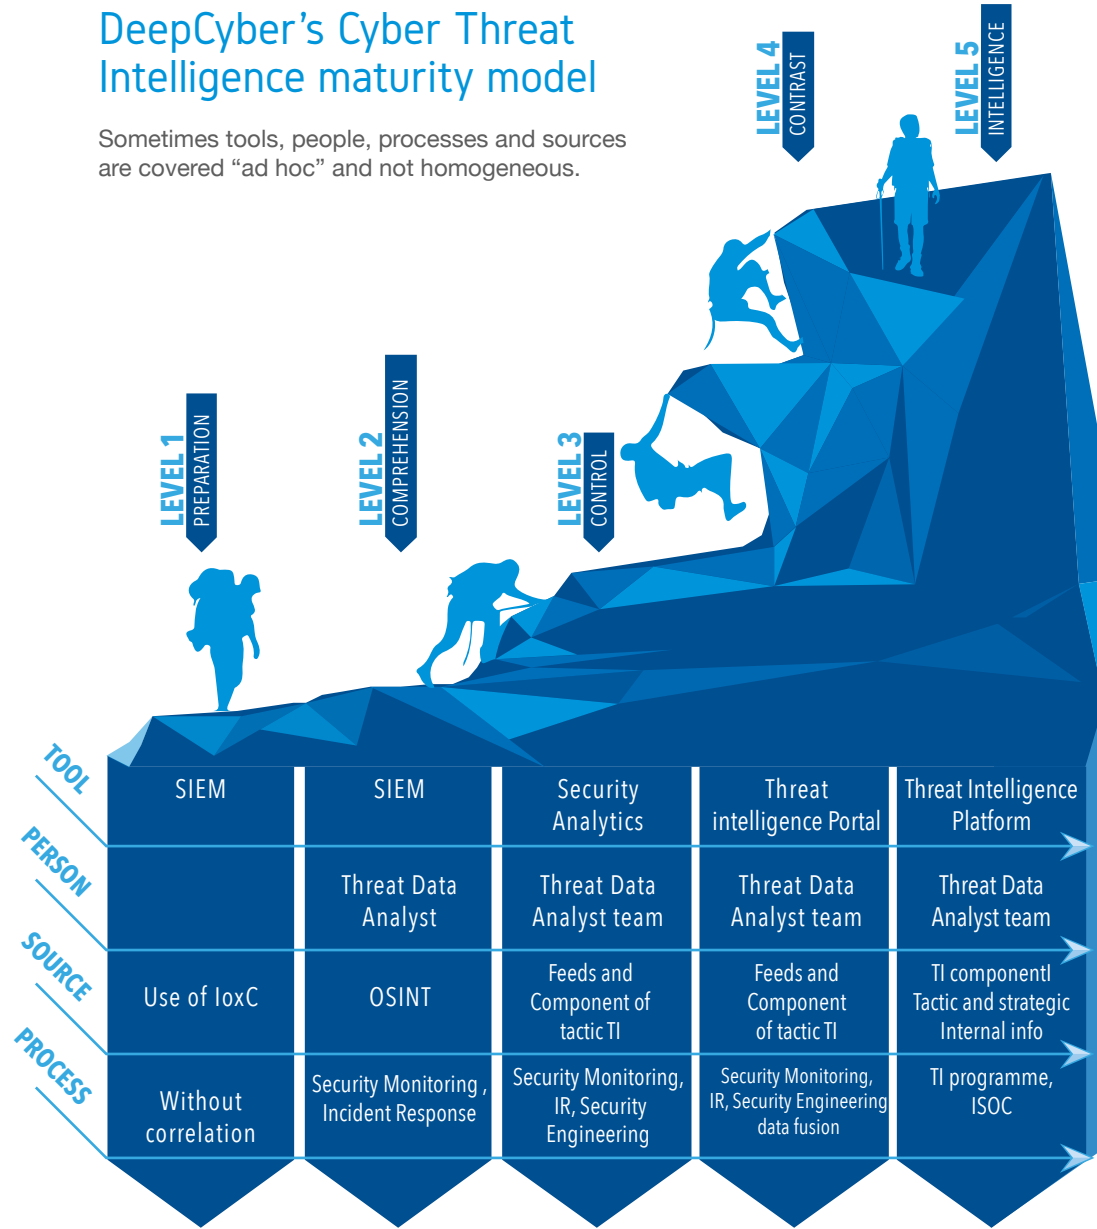 DeepCyber’s Cyber Threat
Intelligence maturity model
Sometimes tools, people, processes and sources
are covered “ad hoc” and not homogeneous.
LEVEL 1
PREPARATION
LEVEL 2
COMPREHENSION
LEVEL 3
CONTROL
LEVEL 4
CONTRAST
LEVEL 5
INTELLIGENCE
TOOL
SIEM
SIEM
Security
Analytics
Threat
intelligence Portal
Threat Intelligence
Platform
PERSON
Threat Data
Analyst
Threat Data
Analyst team
Threat Data
Analyst team
Threat Data
Analyst team
SOURCE
Use of IoxC
OSINT
Feeds and
Component of
tactic TI
Feeds and
Component
of tactic TI
TI componentI
Tactic and strategic
Internal info
PROCESS
Without
correlation
Security Monitoring ,
Incident Response
Security Monitoring,
IR, Security
Engineering
Security Monitoring,
IR, Security Engineering
data fusion
TI programme,
ISOC